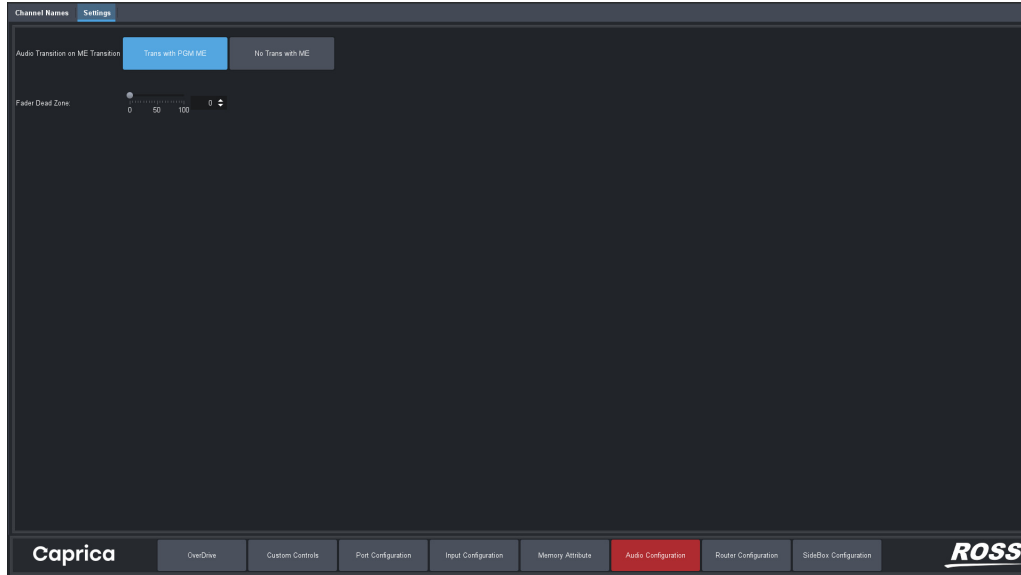 Channel Names Settings
Audio Transition on ME Transition Trans with PGM ME No Trans with ME
Fader Dead Zone: 0
0 50 100
Caprica OverDrive Custom Controls Port Configuration Input Configuration Memory Attribute Audio Configuration Router Configuration SideBox Configuration ROSS